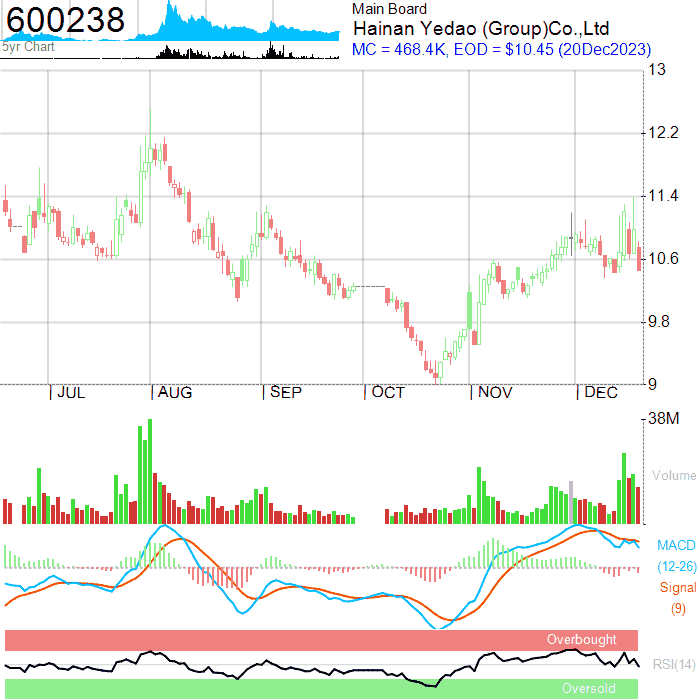 600238
5yr Chart
Main Board
Hainan Yedao (Group)Co.,Ltd
MC = 468.4K, EOD = $10.45 (20Dec2023)
13
12.2
11.4
10.6
9.8
9
JUL AUG SEP OCT NOV DEC
38M
Volume
MACD
(12-26)
Signal
(9)
Overbought
RSI(14)
Oversold